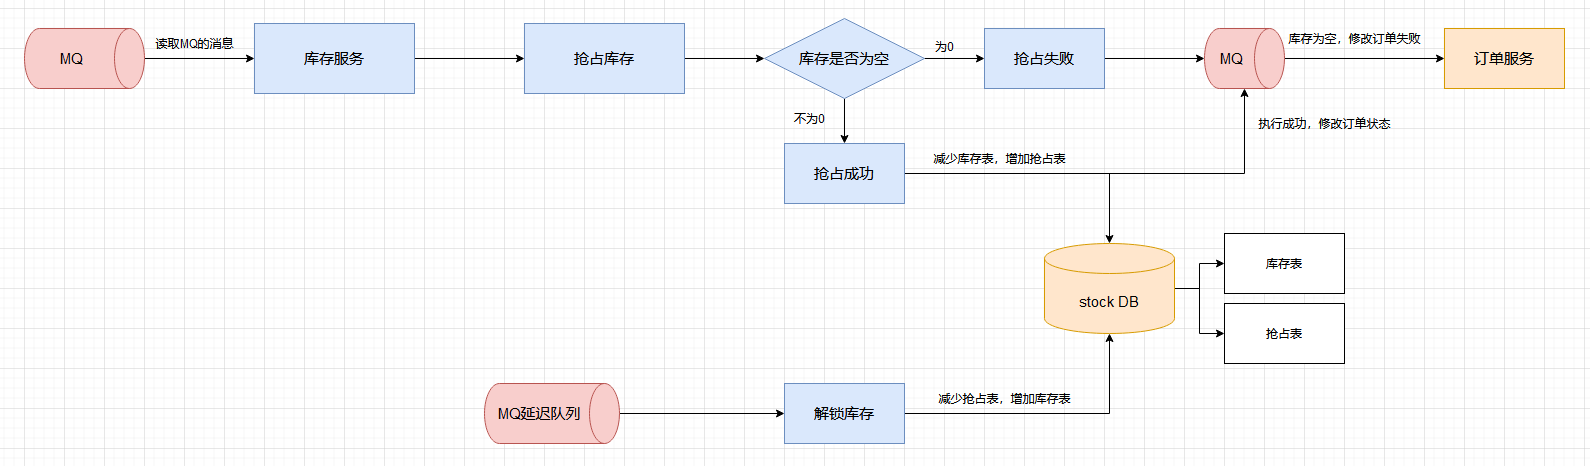 MQ
读取MQ的消息
库存服务
抢占库存
库存是否为空
为0
抢占失败
MQ
库存为空，修改订单失败
订单服务
不为0
执行成功，修改订单状态
抢占成功
减少库存表，增加抢占表
stock DB
库存表
抢占表
MQ延迟队列
解锁库存
减少抢占表，增加库存表